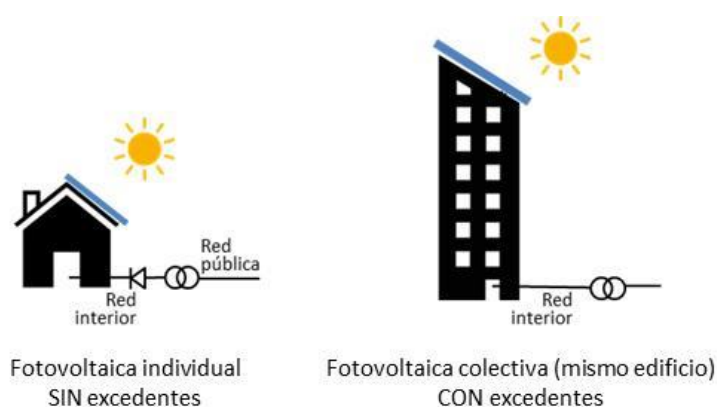 Red
pública
Red
interior
Red
interior
Fotovoltaica individual
SIN excedentes
Fotovoltaica colectiva (mismo edificio)
CON excedentes